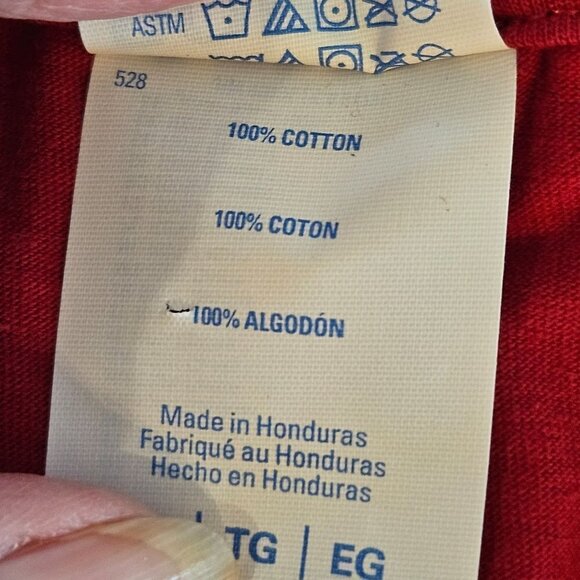 ASTM
528
100% COTTON
100% COTON
100% ALGODÓN
Made in Honduras
Fabriqué au Honduras
Hecho en Honduras
| TG | EG